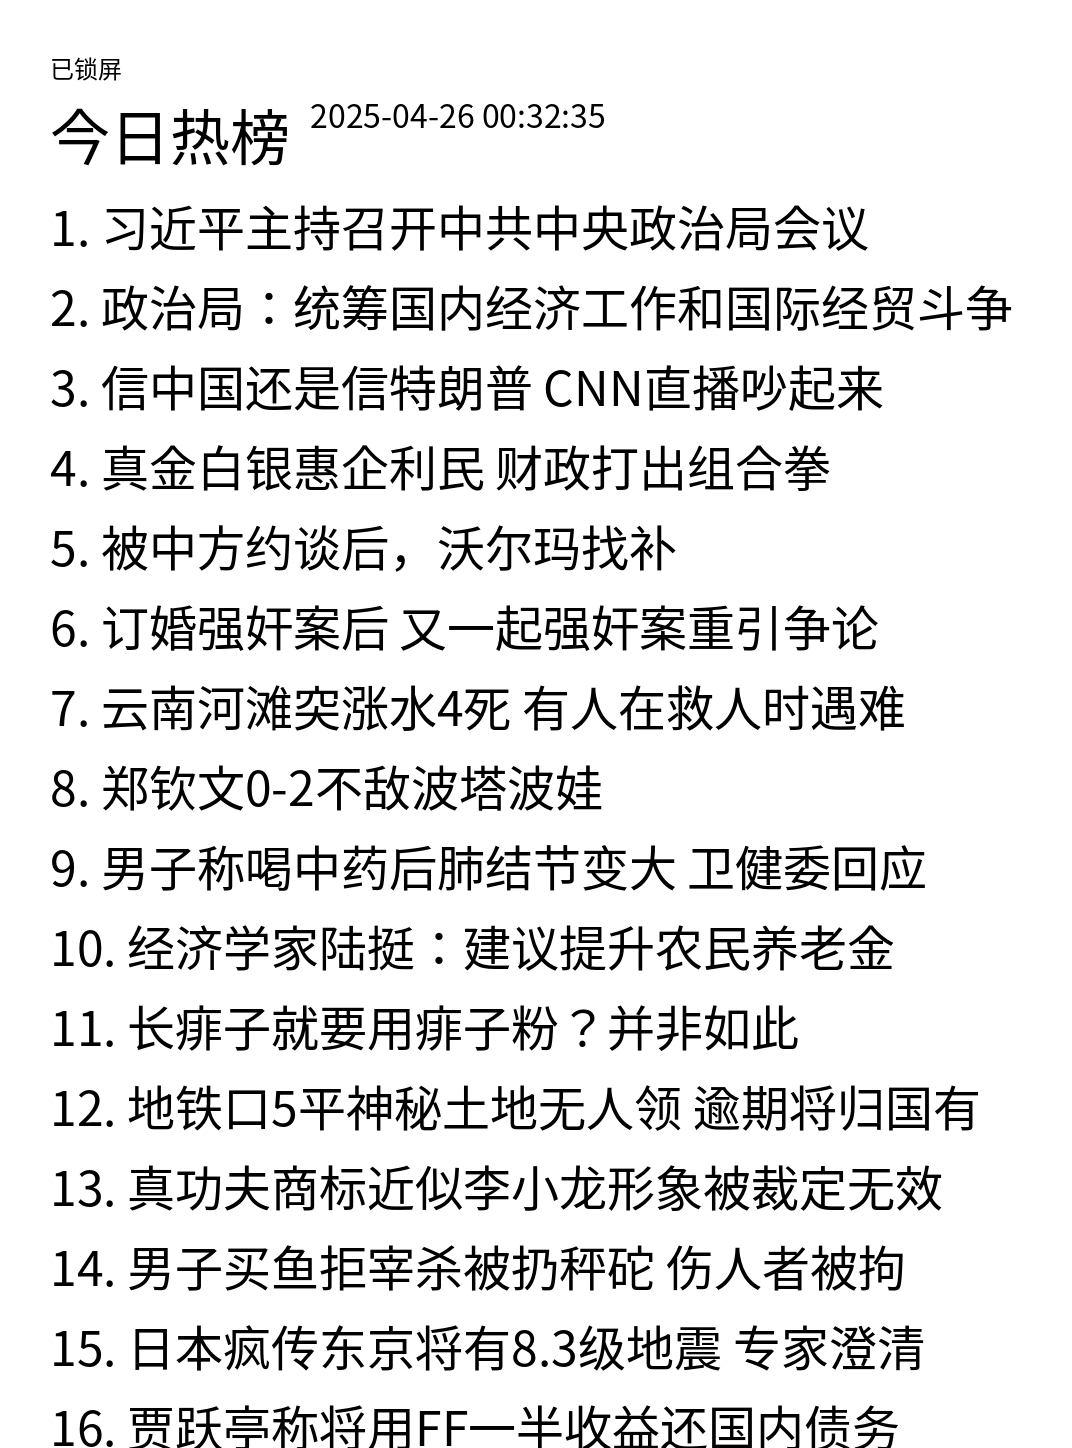 已锁屏
今日热榜 2025-04-26 00:32:35
1. 习近平主持召开中共中央政治局会议
2. 政治局：统筹国内经济工作和国际经贸斗争
3. 信中国还是信特朗普 CNN直播吵起来
4. 真金白银惠企利民 财政打出组合拳
5. 被中方约谈后，沃尔玛找补
6. 订婚强奸案后 又一起强奸案重引争论
7. 云南河滩突涨水4死 有人在救人时遇难
8. 郑钦文0-2不敌波塔波娃
9. 男子称喝中药后肺结节变大 卫健委回应
10. 经济学家陆挺：建议提升农民养老金
11. 长痱子就要用痱子粉？并非如此
12. 地铁口5平神秘土地无人领 逾期将归国有
13. 真功夫商标近似李小龙形象被裁定无效
14. 男子买鱼拒宰杀被扔秤砣 伤人者被拘
15. 日本疯传东京将有8.3级地震 专家澄清
16. 贾跃亭称将用FF一半收益还国内债务